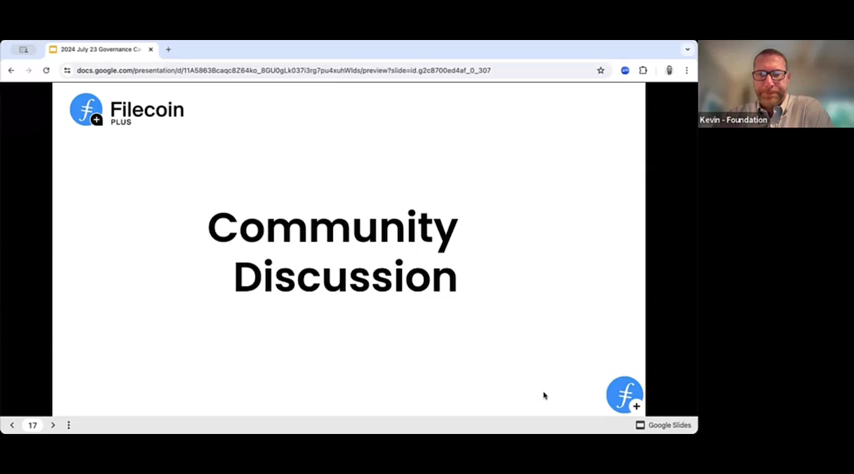 2024 July 23 Governance Ca
docs.google.com/presentation/d/11A5863Bcaqc8Z64ko_8GU0gLk037i3rg7pu4xuhWlds/preview?slide=id.g2c8700ed4af_0_307
Kevin - Foundation
Filecoin
PLUS
Community
Discussion
17
Google Slides